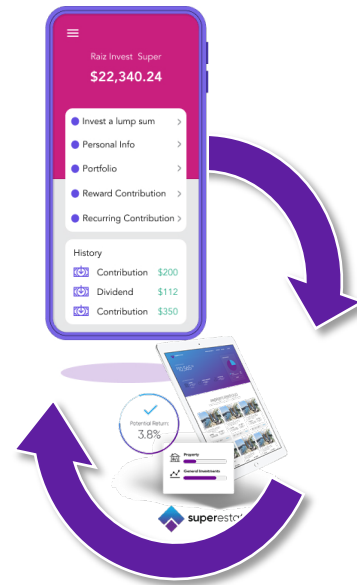 Raiz Invest Super
$22,340.24
Invest a lump sum
Personal Info
Portfolio
Reward Contribution
Recurring Contribution
History
Contribution $200
Dividend $112
Contribution $350
Potential Return
3.8%
Property
General Investments
superesta